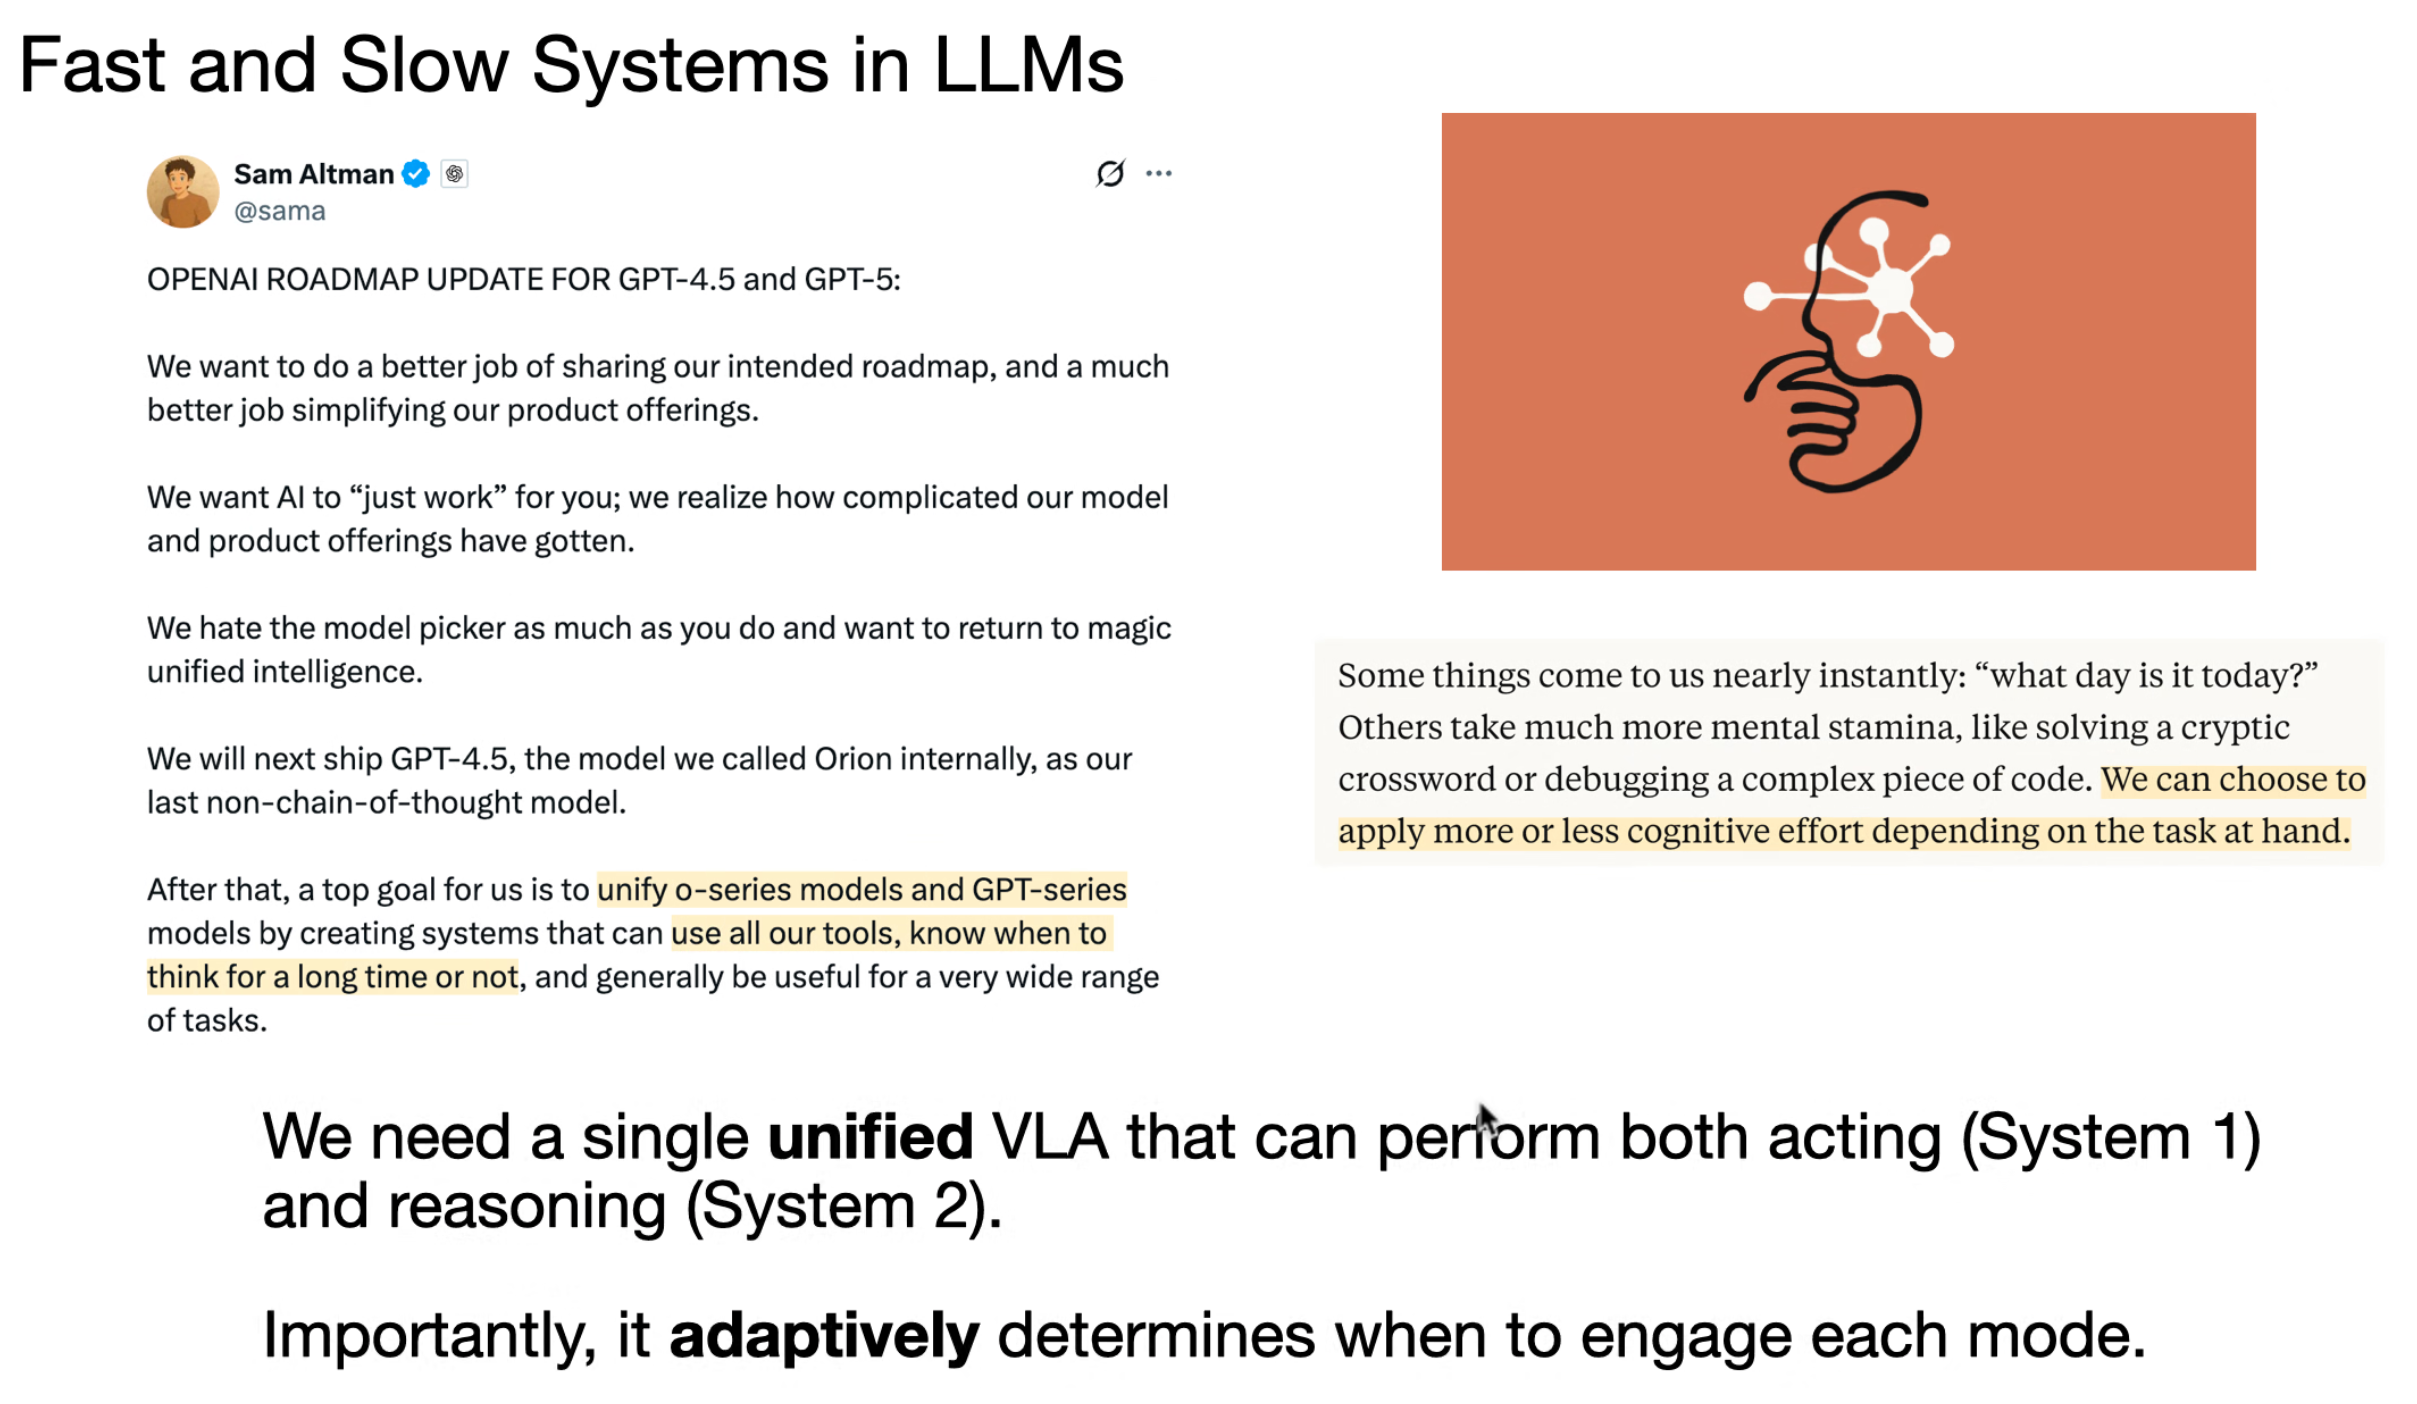 Fast and Slow Systems in LLMs
Sam Altman
@sama
OPENAI ROADMAP UPDATE FOR GPT-4.5 and GPT-5:
We want to do a better job of sharing our intended roadmap, and a much
better job simplifying our product offerings.
We want AI to “just work” for you; we realize how complicated our model
and product offerings have gotten.
We hate the model picker as much as you do and want to return to magic
unified intelligence.
We will next ship GPT-4.5, the model we called Orion internally, as our
last non-chain-of-thought model.
After that, a top goal for us is to unify o-series models and GPT-series
models by creating systems that can use all our tools, know when to
think for a long time or not, and generally be useful for a very wide range
of tasks.
Some things come to us nearly instantly: “what day is it today?”
Others take much more mental stamina, like solving a cryptic
crossword or debugging a complex piece of code. We can choose to
apply more or less cognitive effort depending on the task at hand.
We need a single unified VLA that can perform both acting (System 1)
and reasoning (System 2).
Importantly, it adaptively determines when to engage each mode.